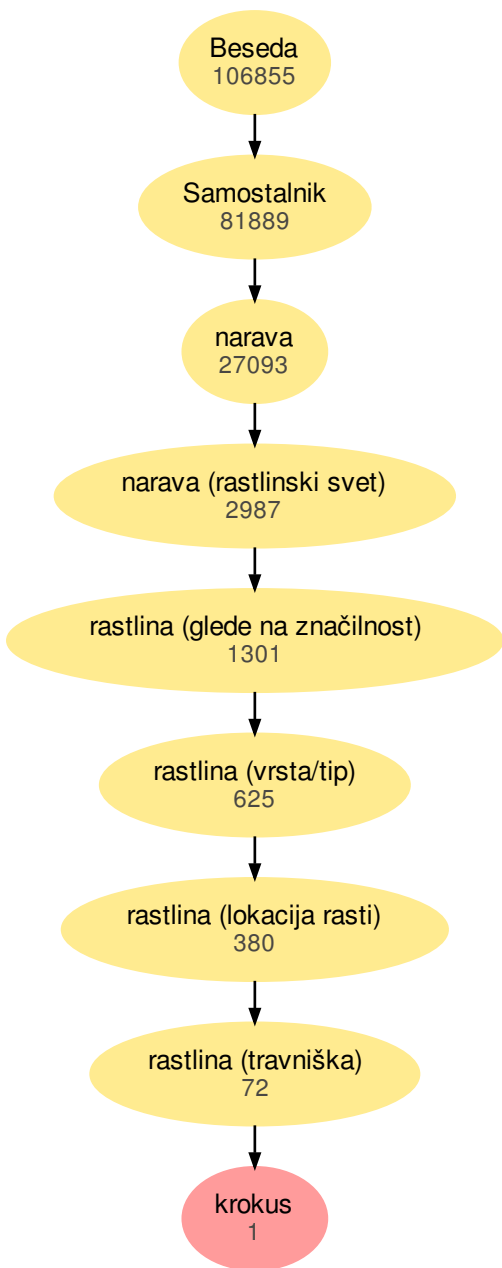 Beseda
106855
Samostalnik
81889
narava
27093
narava (rastlinski svet)
2987
rastlina (glede na značilnost)
1301
rastlina (vrsta/tip)
625
rastlina (lokacija rasti)
380
rastlina (travniška)
72
krokus
1